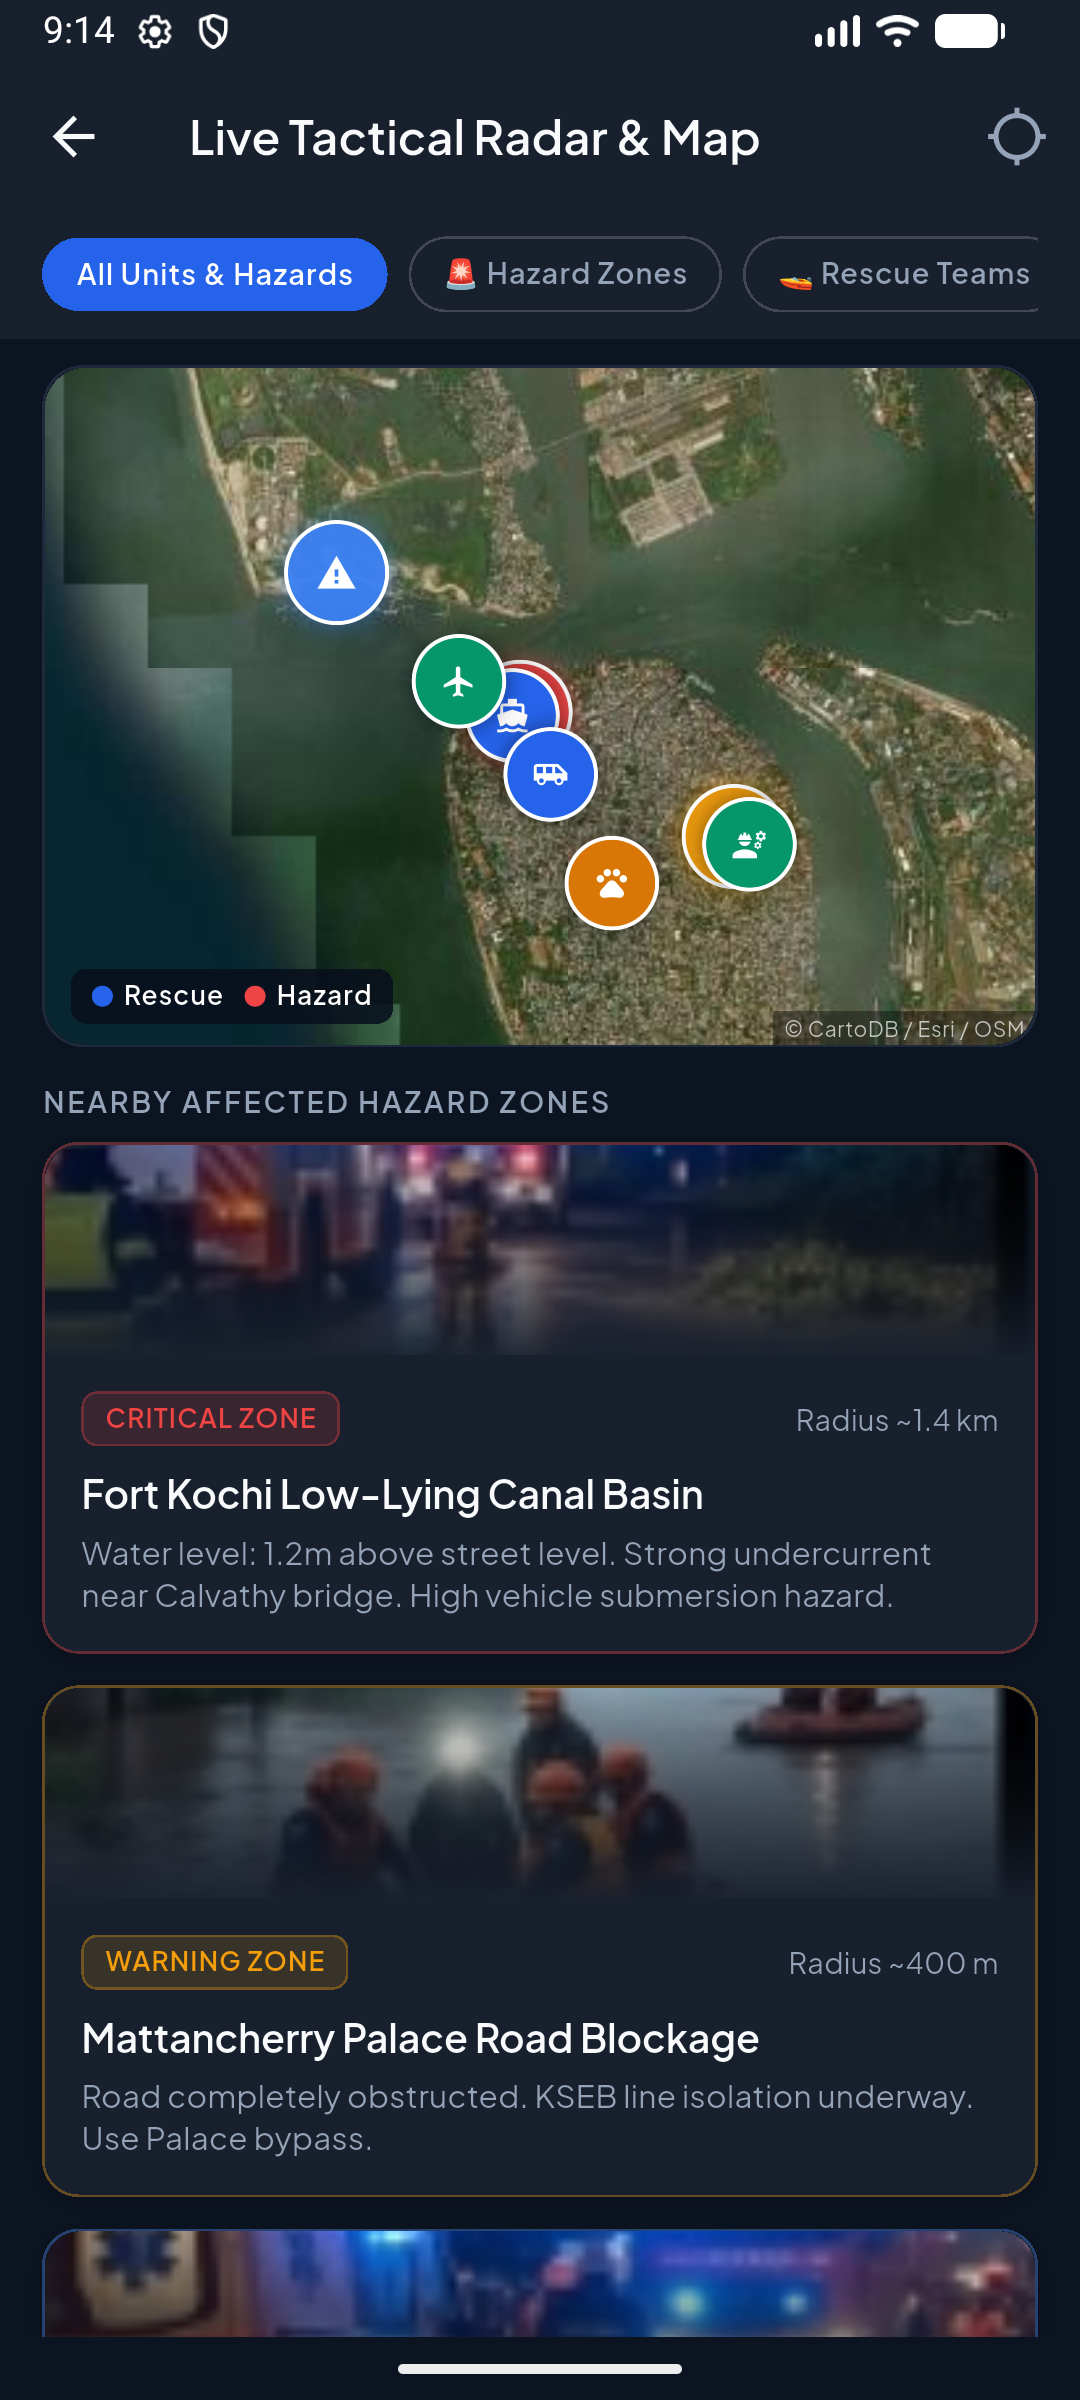 9:14
Live Tactical Radar & Map
All Units & Hazards
Hazard Zones
Rescue Teams
Rescue
Hazard
© CartoDB / Esri / OSM
NEARBY AFFECTED HAZARD ZONES
CRITICAL ZONE
Radius ~1.4 km
Fort Kochi Low-Lying Canal Basin
Water level: 1.2m above street level. Strong undercurrent
near Calvathy bridge. High vehicle submersion hazard.
WARNING ZONE
Radius ~400 m
Mattancherry Palace Road Blockage
Road completely obstructed. KSEB line isolation underway.
Use Palace bypass.